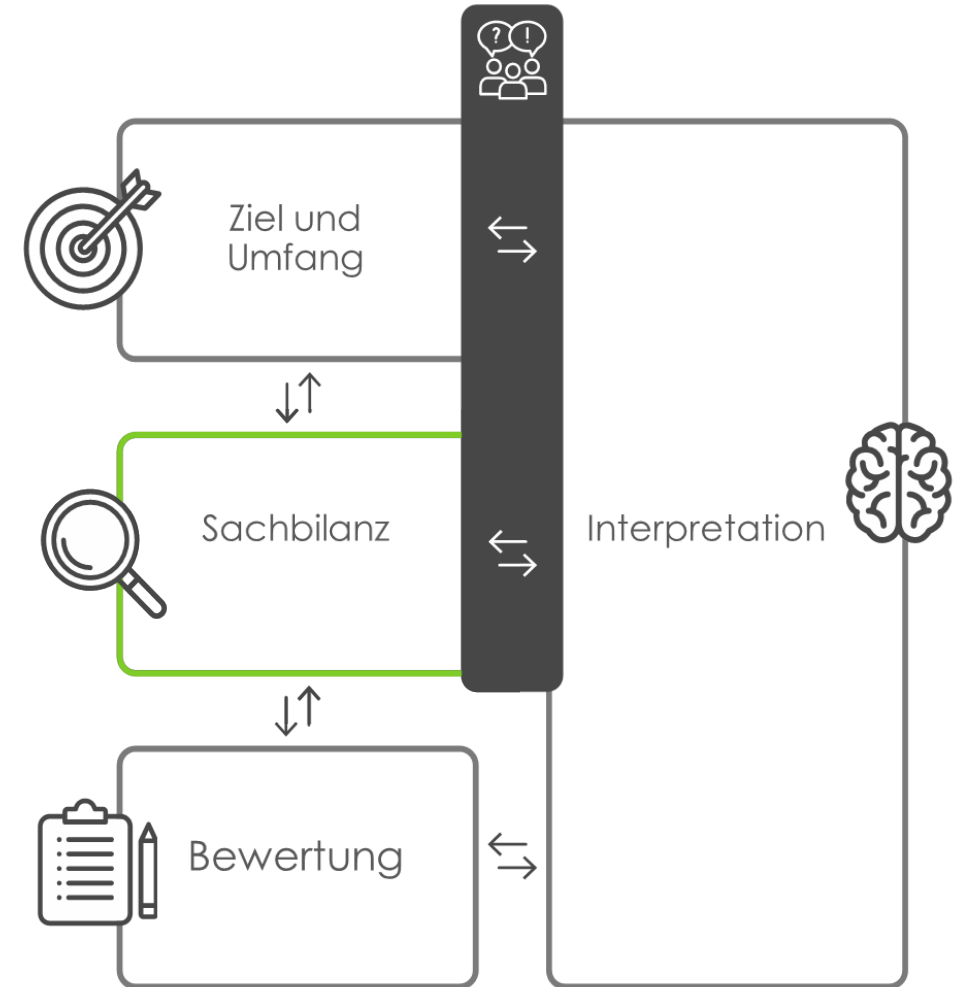 ? !
Ziel und
Umfang
Sachbilanz
Interpretation
Bewertung